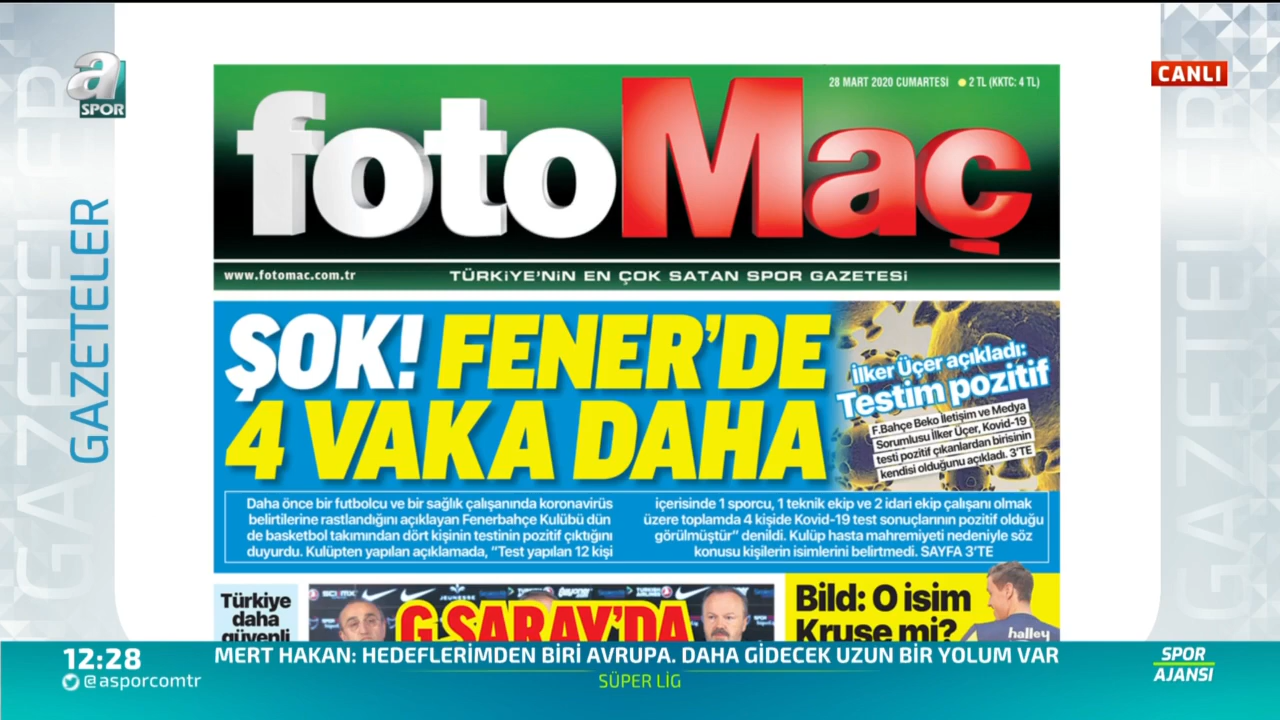 a
SPOR
CANLI
GAZETELER
GAZETELER
GAZETELER
28 MART 2020 CUMARTESİ 2 TL (KKTC: 4 TL)
fotoMaç
www.fotomac.com.tr TÜRKİYE'NİN EN ÇOK SATAN SPOR GAZETESİ
ŞOK! FENER'DE
4 VAKA DAHA
İlker Üçer açıkladı:
Testim pozitif
F.Bahçe Beko İletişim ve Medya
Sorumlusu İlker Üçer, Kovid-19
testi pozitif çıkanlardan birisinin
kendisi olduğunu açıkladı. 3'TE
Daha önce bir futbolcu ve bir sağlık çalışanında koronavirüs
belirtilerine rastlandığını açıklayan Fenerbahçe Kulübü dün
de basketbol takımından dört kişinin testinin pozitif çıktığını
duyurdu. Kulüpten yapılan açıklamada, "Test yapılan 12 kişi
içerisinde 1 sporcu, 1 teknik ekip ve 2 idari ekip çalışanı olmak
üzere toplamda 4 kişide Kovid-19 test sonuçlarının pozitif olduğu
görülmüştür" denildi. Kulüp hasta mahremiyeti nedeniyle söz
konusu kişilerin isimlerini belirtmedi. SAYFA 3'TE
Türkiye
daha
güvenli
JEUNESSE
TURKISH AIRLINES
G.SARAY'DA
Bild: O isim
Kruse mi?
halley
12:28
@asporcomtr
MERT HAKAN: HEDEFLERİMDEN BİRİ AVRUPA. DAHA GİDECEK UZUN BİR YOLUM VAR
SÜPER LİG
SPOR
AJANSI